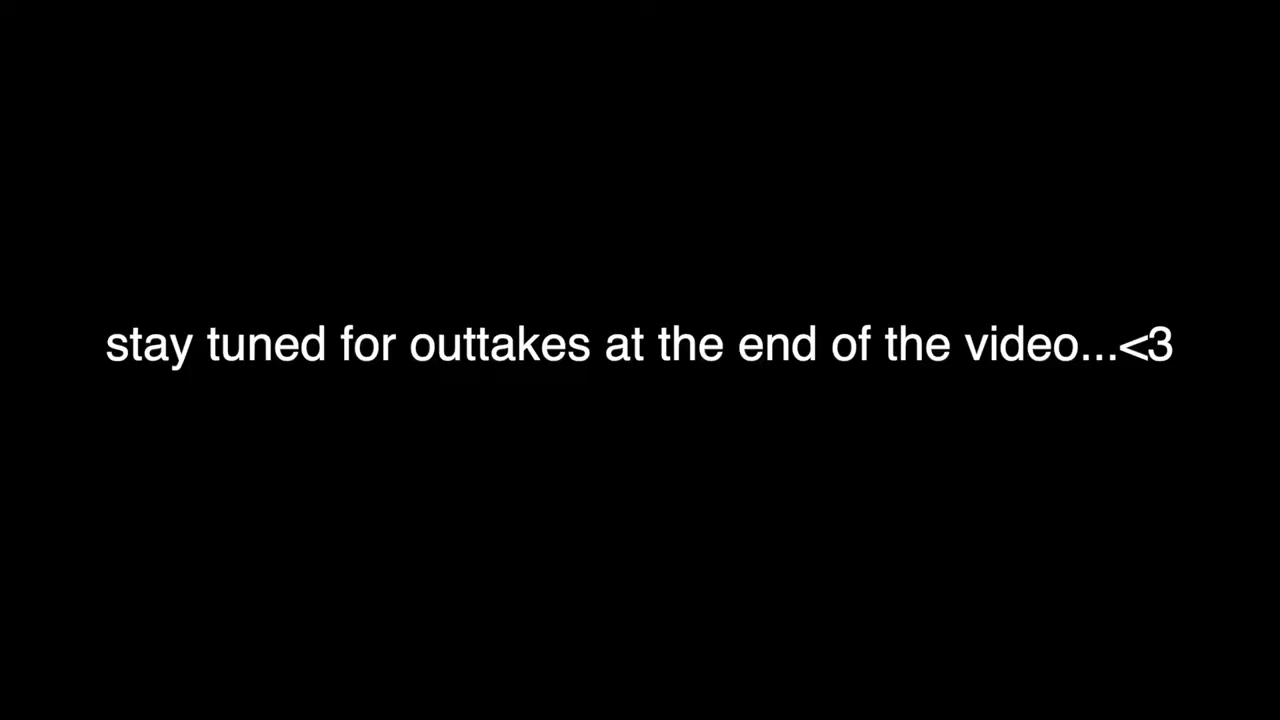 stay tuned for outtakes at the end of the video...<3